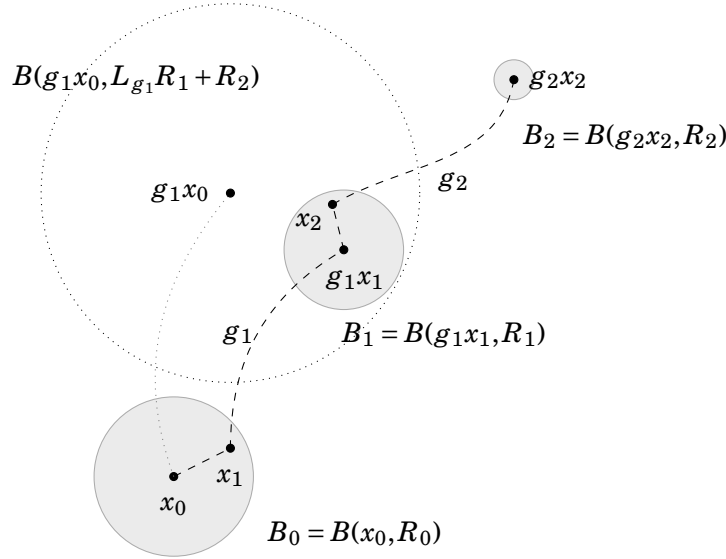 B(g₁x₀, L_{g₁}R₁ + R₂)
g₂x₂
B₂ = B(g₂x₂, R₂)
g₂
g₁x₀
x₂
g₁x₁
g₁
B₁ = B(g₁x₁, R₁)
x₁
x₀
B₀ = B(x₀, R₀)